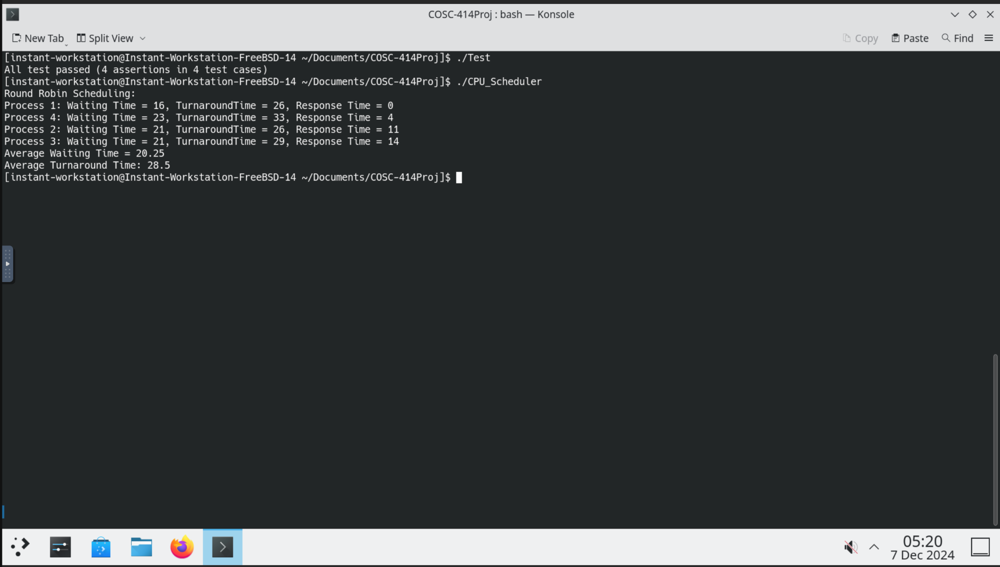 COSC-414Proj : bash — Konsole
New Tab Split View Copy Paste Find
[instant-workstation@Instant-Workstation-FreeBSD-14 ~/Documents/COSC-414Proj]$ ./Test
All test passed (4 assertions in 4 test cases)
[instant-workstation@Instant-Workstation-FreeBSD-14 ~/Documents/COSC-414Proj]$ ./CPU_Scheduler
Round Robin Scheduling:
Process 1: Waiting Time = 16, TurnaroundTime = 26, Response Time = 0
Process 4: Waiting Time = 23, TurnaroundTime = 33, Response Time = 4
Process 2: Waiting Time = 21, TurnaroundTime = 26, Response Time = 11
Process 3: Waiting Time = 21, TurnaroundTime = 29, Response Time = 14
Average Waiting Time = 20.25
Average Turnaround Time: 28.5
[instant-workstation@Instant-Workstation-FreeBSD-14 ~/Documents/COSC-414Proj]$
05:20
7 Dec 2024